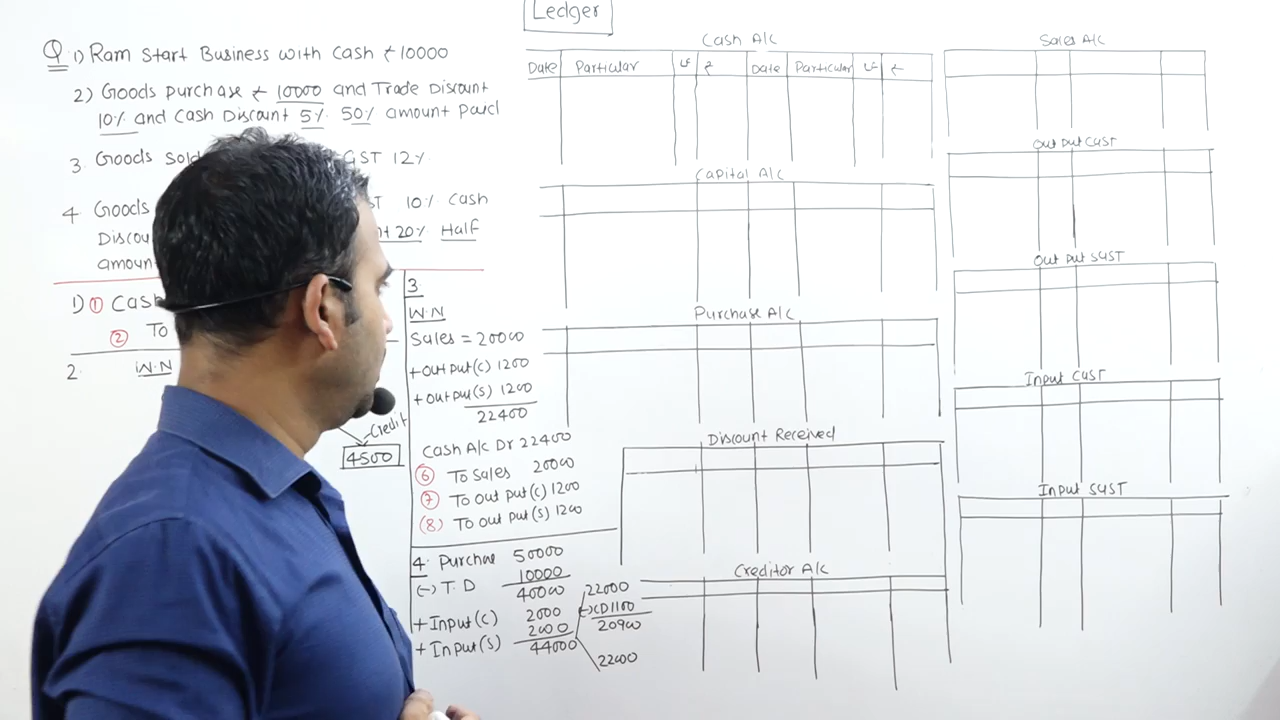 Ledger
Q 1) Ram Start Business with Cash ₹ 10000
2) Goods Purchase ₹ 10000 and Trade Discount
10% and Cash Discount 5% 50% amount Paid
3. Goods Sold GST 12%
4. Goods 10% Cash
20% Half
1) ① Cash
② To
2. W.N
Credit
4500
3.
W.N
Sales = 20000
+ out put(C) 1200
+ out put(S) 1200
22400
Cash A/c Dr 22400
⑥ To Sales 20000
⑦ To out put(C) 1200
(8) To out put(S) 1200
4. Purchae 50000
(-) T.D 10000
40000
+ Input(C) 2000
2000
+ Input(S) 44000
22000
(-) CD 1100
20900
22000
Cash A/C
Date Particular LF ₹ Date Particular LF ₹
Capital A/C
Purchase A/C
Discount Received
Creditor A/C
Sales A/C
Out Put CGST
Out Put SGST
Input CGST
Input SGST